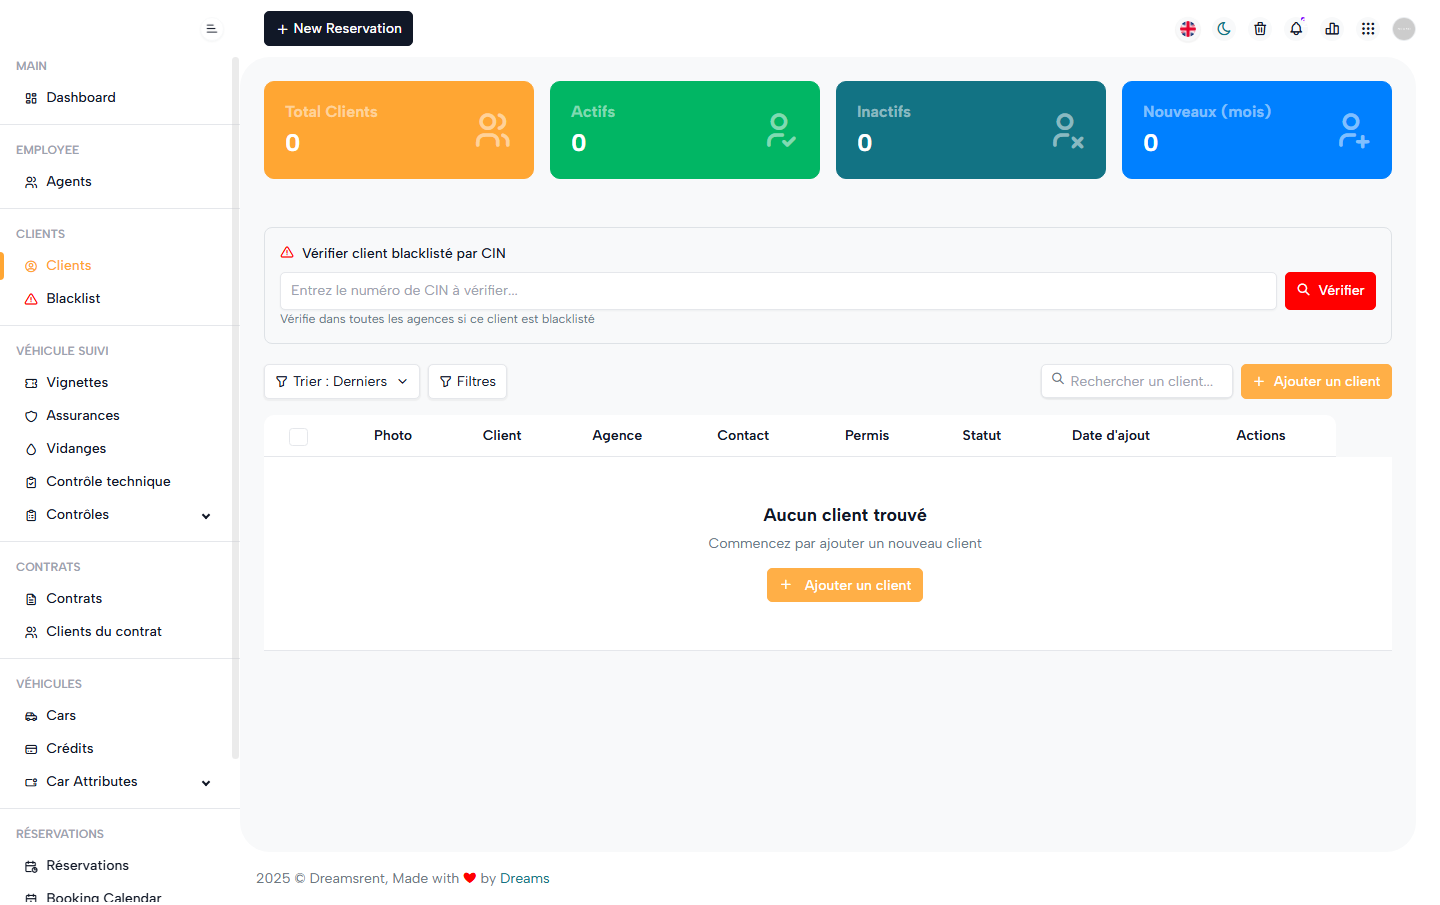 New Reservation
MAIN
Dashboard
EMPLOYEE
Agents
CLIENTS
Clients
Blacklist
VÉHICULE SUIVI
Vignettes
Assurances
Vidanges
Contrôle technique
Contrôles
CONTRATS
Contrats
Clients du contrat
VÉHICULES
Cars
Crédits
Car Attributes
RÉSERVATIONS
Réservations
Booking Calendar
Total Clients
0
Actifs
0
Inactifs
0
Nouveaux (mois)
0
Vérifier client blacklisté par CIN
Entrez le numéro de CIN à vérifier...
Vérifier
Vérifie dans toutes les agences si ce client est blacklisté
Trier : Derniers
Filtres
Rechercher un client...
Ajouter un client
Photo Client Agence Contact Permis Statut Date d'ajout Actions
Aucun client trouvé
Commencez par ajouter un nouveau client
Ajouter un client
2025 © Dreamsrent, Made with by Dreams